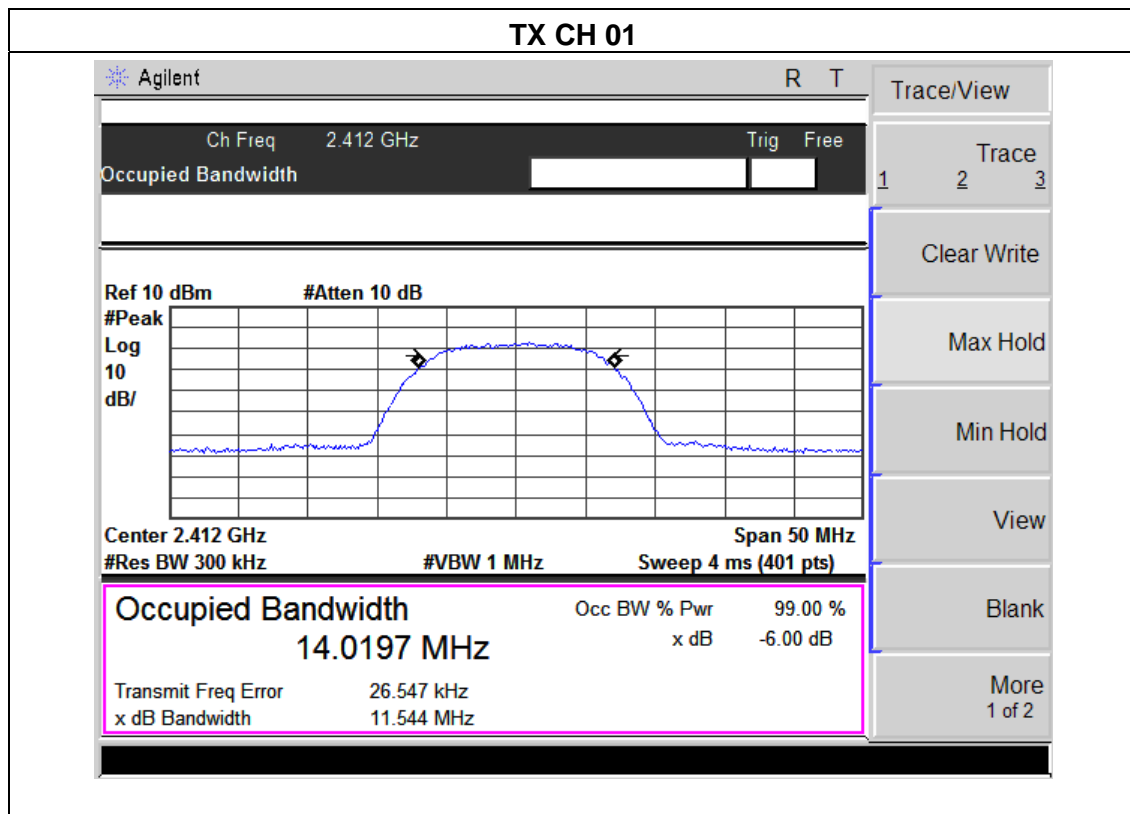 TX CH 01
Agilent R T
Trace/View
Ch Freq 2.412 GHz Trig Free
Occupied Bandwidth
Trace
1 2 3
Clear Write
Ref 10 dBm #Atten 10 dB
#Peak
Log
10
dB/
Max Hold
Min Hold
View
Center 2.412 GHz Span 50 MHz
#Res BW 300 kHz #VBW 1 MHz Sweep 4 ms (401 pts)
Occupied Bandwidth Occ BW % Pwr 99.00 %
14.0197 MHz x dB -6.00 dB
Blank
Transmit Freq Error 26.547 kHz
x dB Bandwidth 11.544 MHz
More
1 of 2